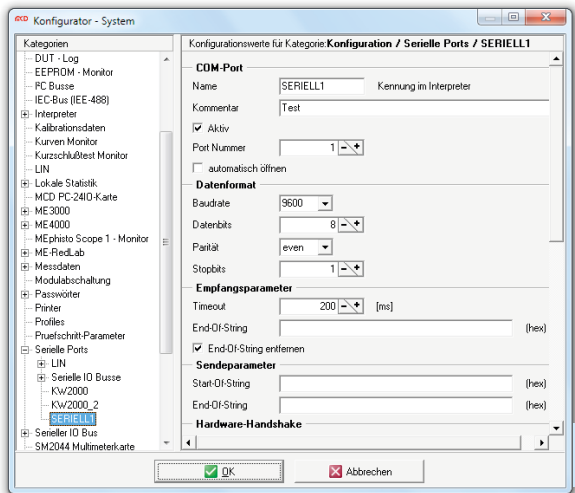 MCD Konfigurator - System
Kategorien
DUT - Log
EEPROM - Monitor
I²C Busse
IEC-Bus (IEE-488)
Interpreter
Kalibrationsdaten
Kurven Monitor
Kurzschlußtest Monitor
LIN
Lokale Statistik
MCD PC-24IO-Karte
ME3000
ME4000
MEphisto Scope 1 - Monitor
ME-RedLab
Messdaten
Modulabschaltung
Passwörter
Printer
Profiles
Pruefschritt-Parameter
Serielle Ports
LIN
Serielle IO Busse
KW2000
KW2000_2
SERIELL1
Serieller IO Bus
SM2044 Multimeterkarte
Konfigurationswerte für Kategorie:Konfiguration / Serielle Ports / SERIELL1
COM-Port
Name SERIELL1 Kennung im Interpreter
Kommentar Test
Aktiv
Port Nummer 1
automatisch öffnen
Datenformat
Baudrate 9600
Datenbits 8
Parität even
Stopbits 1
Empfangsparameter
Timeout 200 [ms]
End-Of-String (hex)
End-Of-String entfernen
Sendeparameter
Start-Of-String (hex)
End-Of-String (hex)
Hardware-Handshake
OK Abbrechen